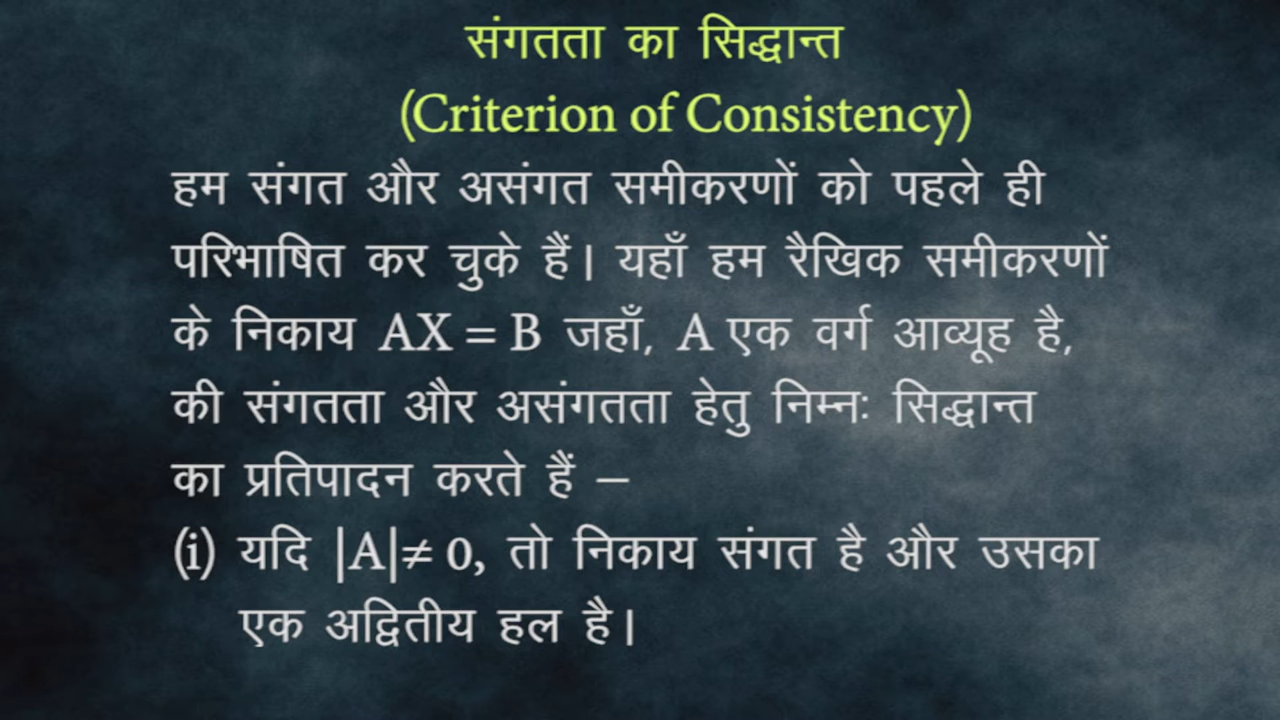 संगतता का सिद्धान्त
(Criterion of Consistency)
हम संगत और असंगत समीकरणों को पहले ही
परिभाषित कर चुके हैं। यहाँ हम रैखिक समीकरणों
के निकाय AX = B जहाँ, A एक वर्ग आव्यूह है,
की संगतता और असंगतता हेतु निम्नः सिद्धान्त
का प्रतिपादन करते हैं –
(i) यदि |A|≠ 0, तो निकाय संगत है और उसका
एक अद्वितीय हल है।